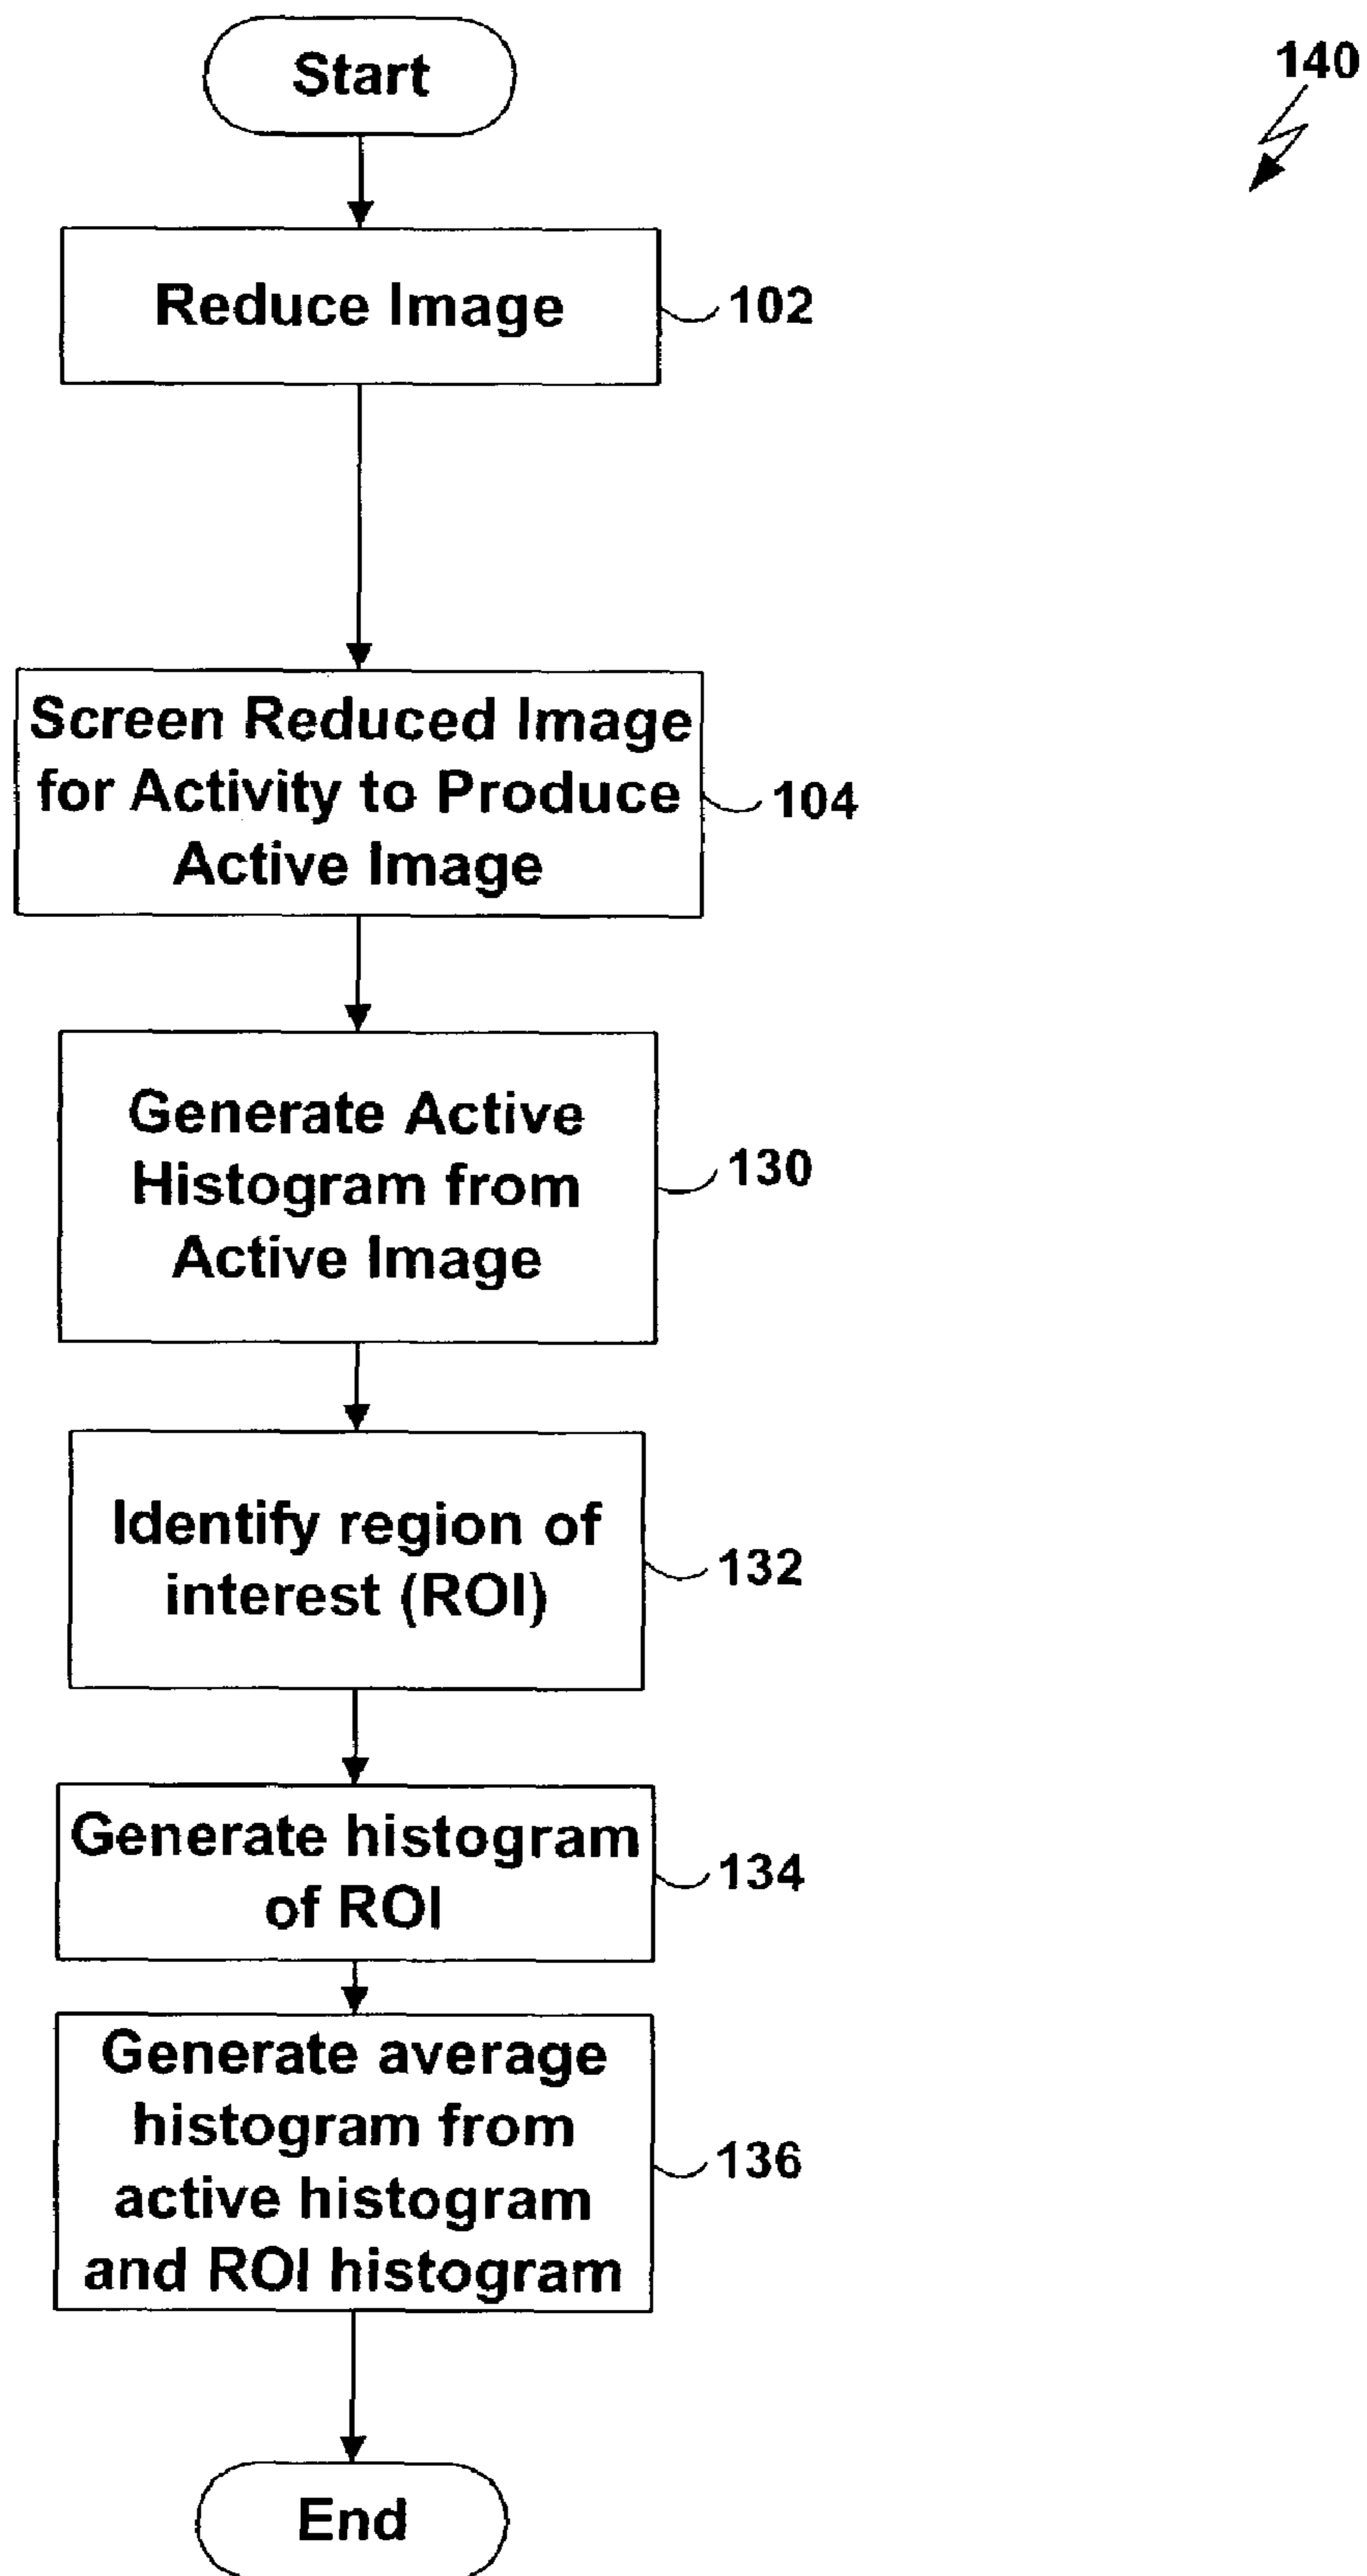 Start
140
Reduce Image
102
Screen Reduced Image
for Activity to Produce
Active Image
104
Generate Active
Histogram from
Active Image
130
Identify region of
interest (ROI)
132
Generate histogram
of ROI
134
Generate average
histogram from
active histogram
and ROI histogram
136
End